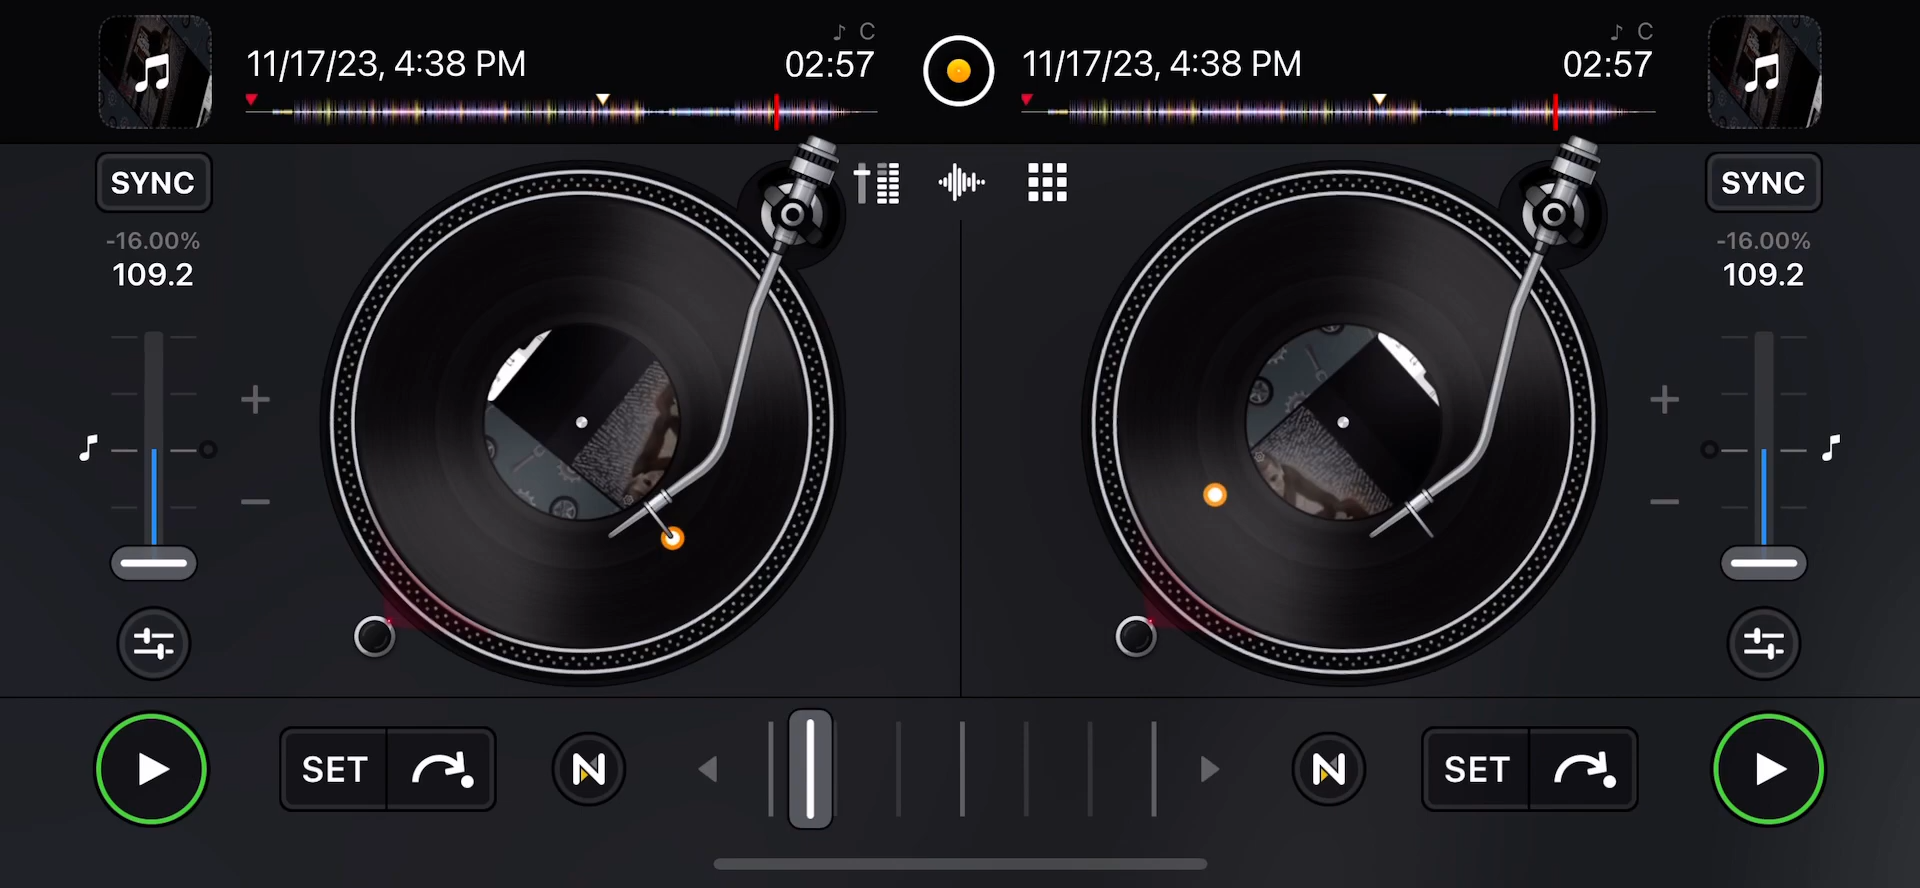 ♪ C
11/17/23, 4:38 PM
02:57
♪ C
11/17/23, 4:38 PM
02:57
SYNC
-16.00%
109.2
SYNC
-16.00%
109.2
SET
N
N
SET